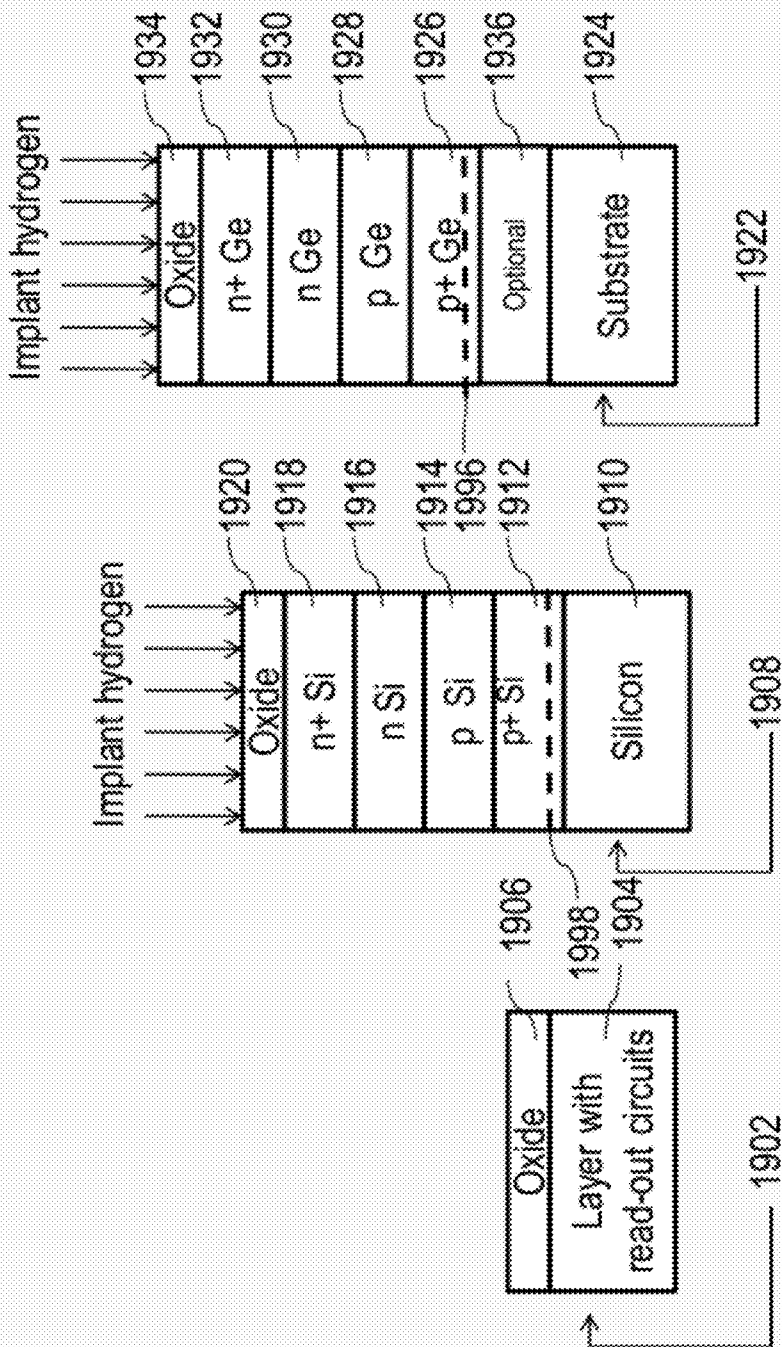 Implant hydrogen
Oxide
1934
n+ Ge
1932
n Ge
1930
p Ge
1928
p+ Ge
1926
1996
Optional
1936
Substrate
1924
1922
Implant hydrogen
Oxide
1920
n+ Si
1918
n Si
1916
p Si
1914
p+ Si
1912
1998
Silicon
1910
1908
Oxide
1906
Layer with
read-out circuits
1904
1902